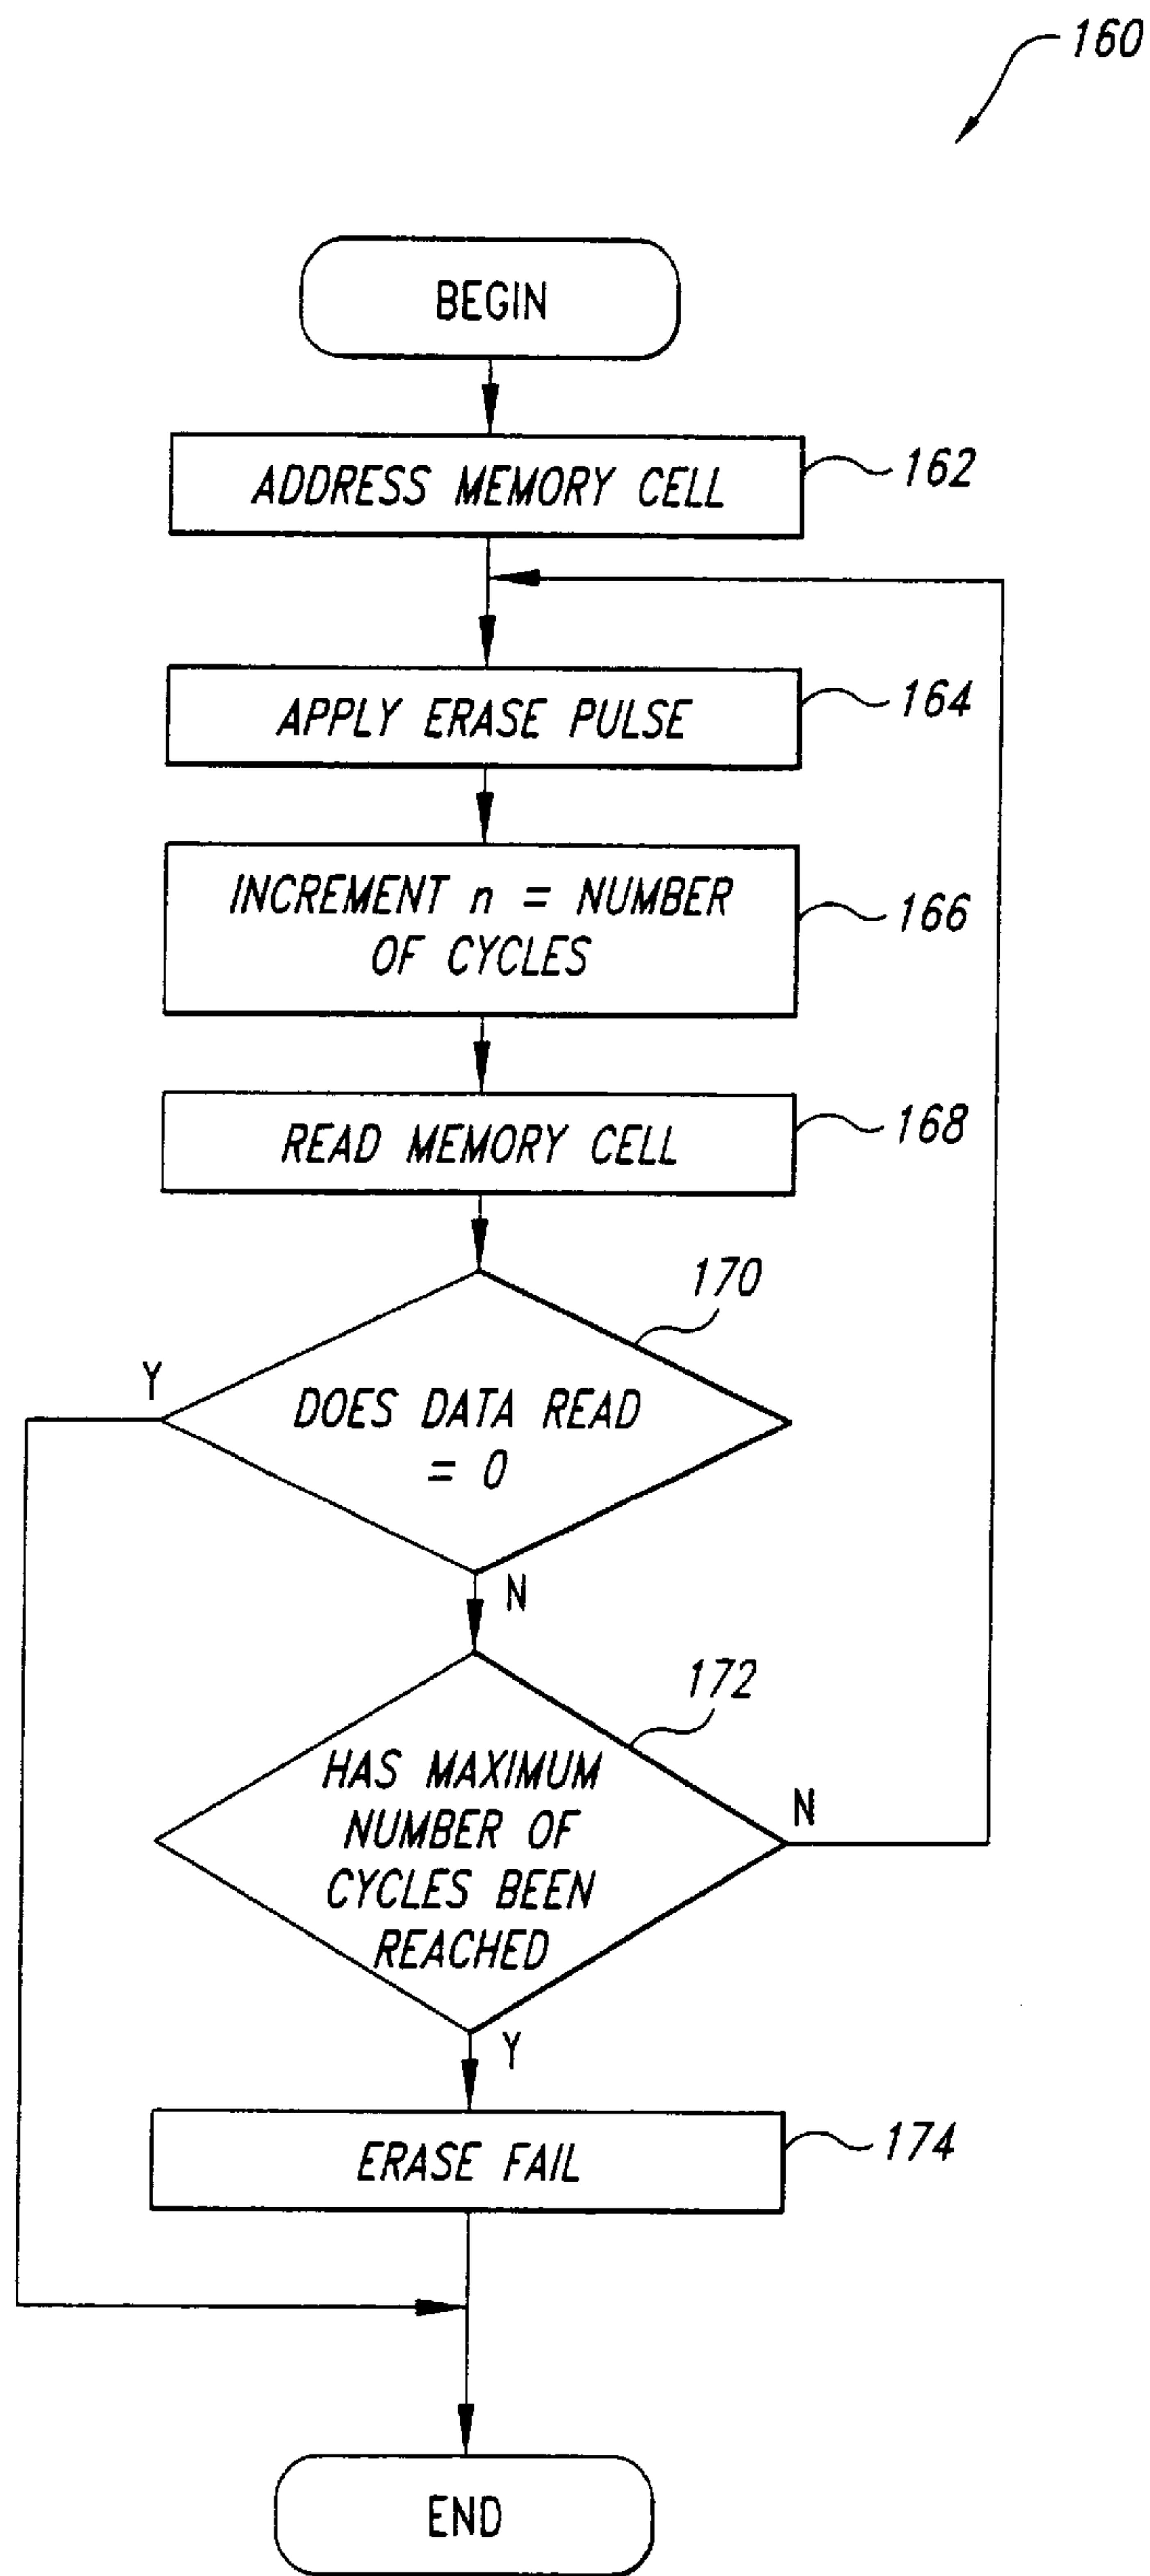 160
BEGIN
ADDRESS MEMORY CELL
162
APPLY ERASE PULSE
164
INCREMENT n = NUMBER
OF CYCLES
166
READ MEMORY CELL
168
170
Y
DOES DATA READ
= 0
N
172
HAS MAXIMUM
NUMBER OF
CYCLES BEEN
REACHED
N
Y
ERASE FAIL
174
END